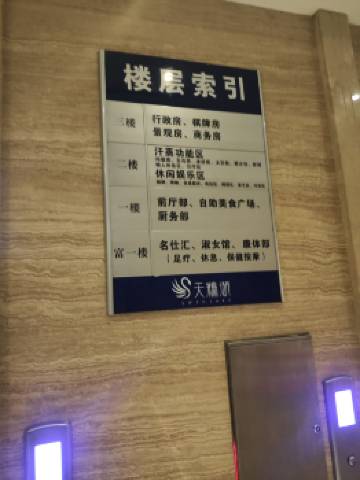 楼层索引
三楼
行政房、棋牌房
景观房、商务房
二楼
汗蒸功能区
休闲娱乐区
一楼
前厅部、自助美食广场、
厨务部
富一楼
名仕汇、淑女馆、康体部
（足疗、休息、保健按摩）
天鹅湖